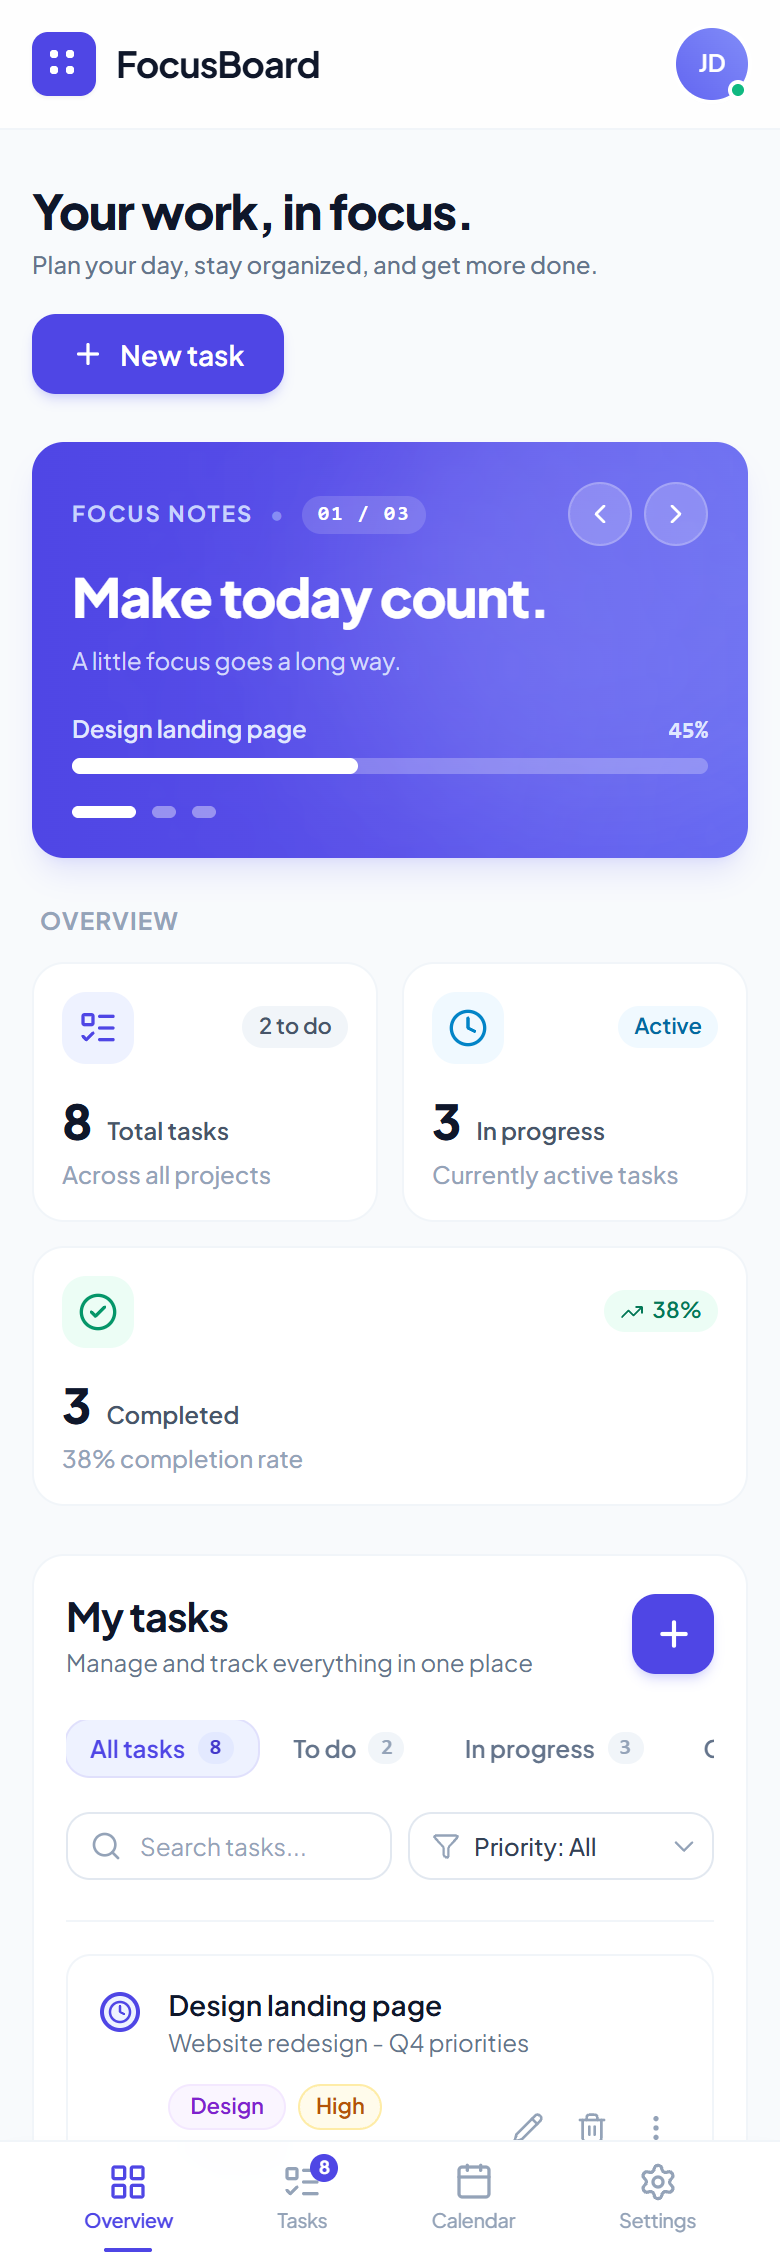 FocusBoard
JD
Your work, in focus.
Plan your day, stay organized, and get more done.
New task
FOCUS NOTES • 01 / 03
Make today count.
A little focus goes a long way.
Design landing page 45%
OVERVIEW
2 to do
8 Total tasks
Across all projects
Active
3 In progress
Currently active tasks
38%
3 Completed
38% completion rate
My tasks
Manage and track everything in one place
All tasks 8 To do 2 In progress 3
Search tasks... Priority: All
Design landing page
Website redesign - Q4 priorities
Design High
8
Overview Tasks Calendar Settings